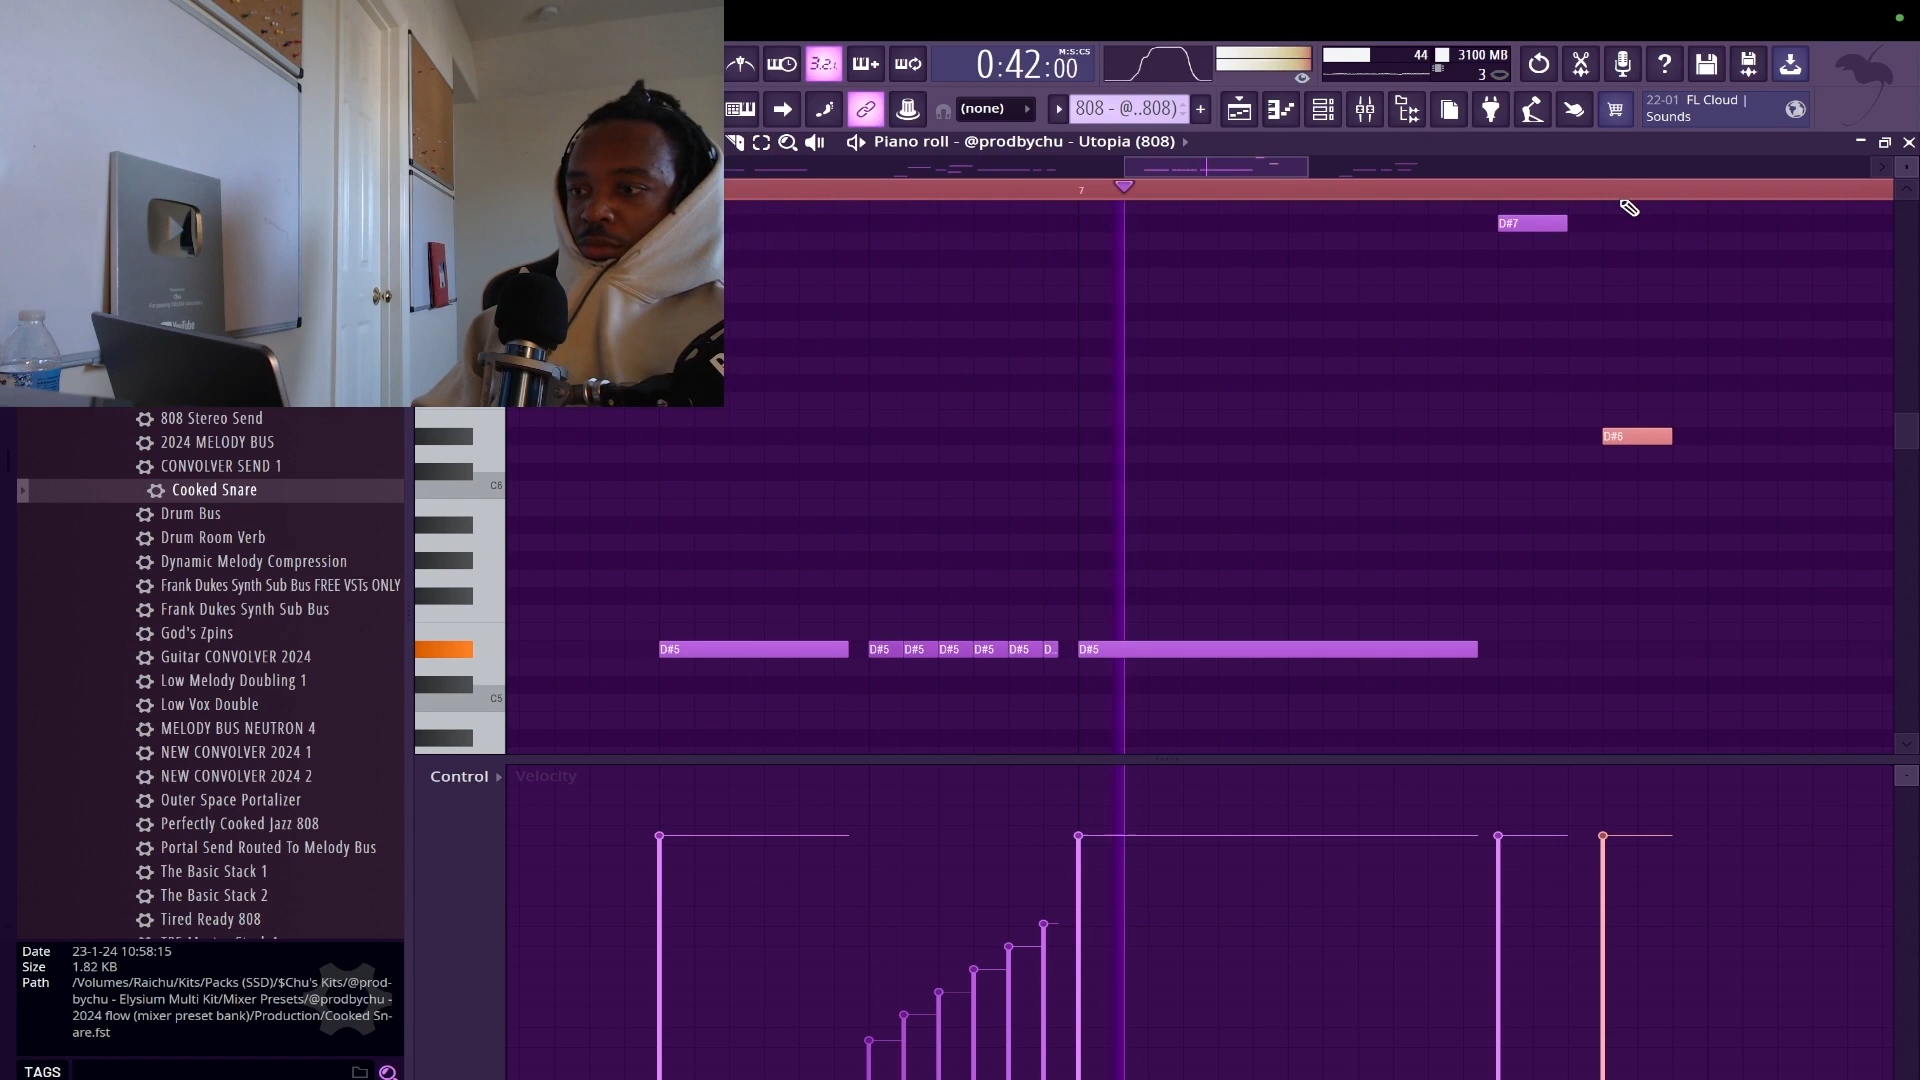 M:S:CS
0:42:00
44
3100 MB
3
3.2
?
(none)
808 - @..808)
22-01 FL Cloud |
Sounds
Piano roll - @prodbychu - Utopia (808)
7
D#7
D#6
C6
D#5
D#5
D#5
D#5
D#5
D#5
D..
D#5
C5
YouTube
808 Stereo Send
2024 MELODY BUS
CONVOLVER SEND 1
Cooked Snare
Drum Bus
Drum Room Verb
Dynamic Melody Compression
Frank Dukes Synth Sub Bus FREE VSTs ONLY
Frank Dukes Synth Sub Bus
God's Zpins
Guitar CONVOLVER 2024
Low Melody Doubling 1
Low Vox Double
MELODY BUS NEUTRON 4
NEW CONVOLVER 2024 1
NEW CONVOLVER 2024 2
Outer Space Portalizer
Perfectly Cooked Jazz 808
Portal Send Routed To Melody Bus
The Basic Stack 1
The Basic Stack 2
Tired Ready 808
Control
Velocity
Date 23-1-24 10:58:15
Size 1.82 KB
Path /Volumes/Raichu/Kits/Packs (SSD)/$Chu's Kits/@prod-
bychu - Elysium Multi Kit/Mixer Presets/@prodbychu -
2024 flow (mixer preset bank)/Production/Cooked Sn-
are.fst
TAGS